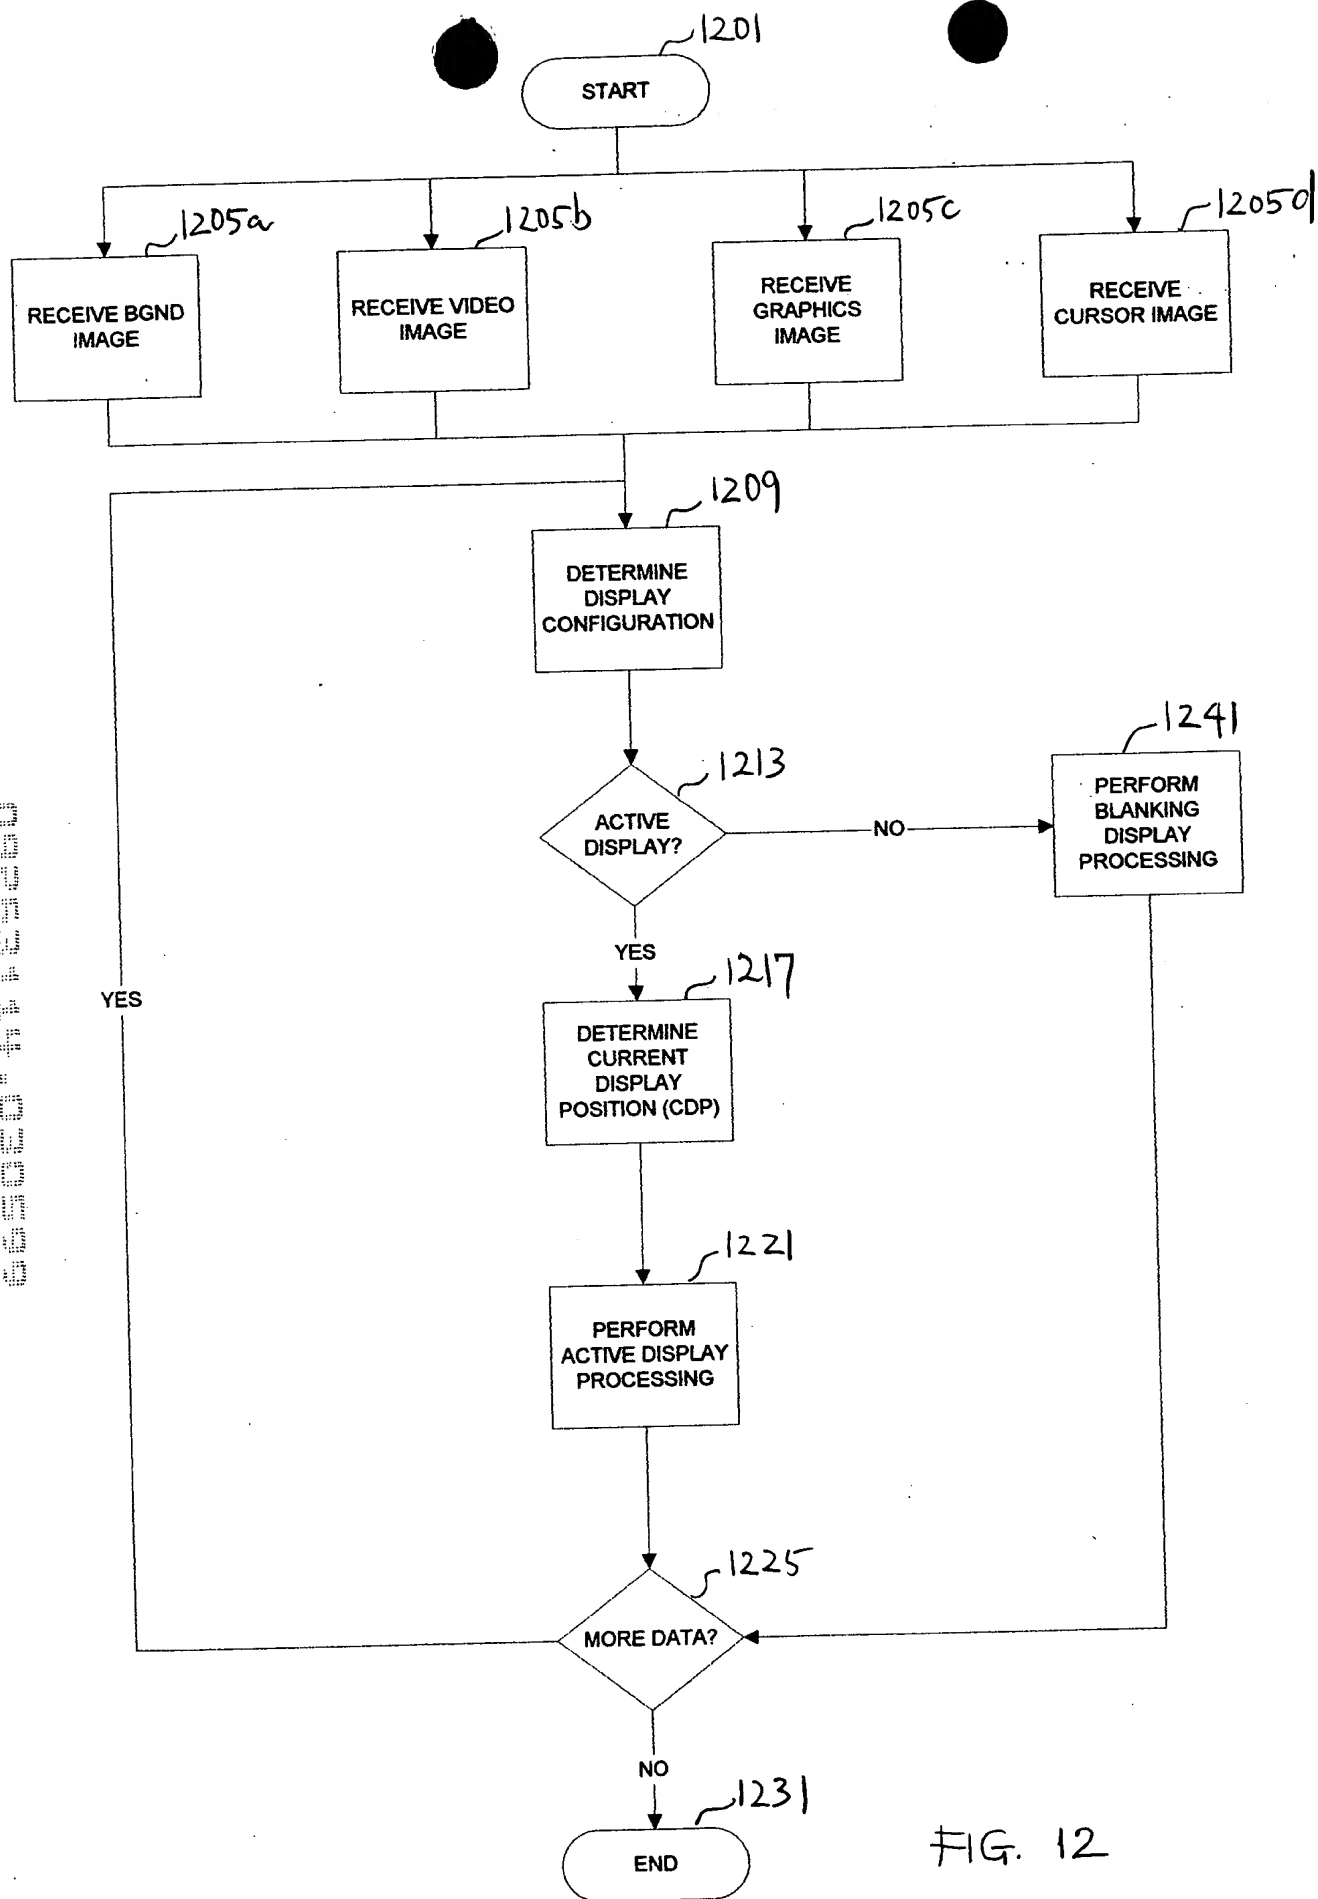 1201
START
1205a
1205b
1205c
1205d
RECEIVE BGND
IMAGE
RECEIVE VIDEO
IMAGE
RECEIVE
GRAPHICS
IMAGE
RECEIVE
CURSOR IMAGE
1209
DETERMINE
DISPLAY
CONFIGURATION
1213
ACTIVE
DISPLAY?
NO
1241
PERFORM
BLANKING
DISPLAY
PROCESSING
YES
YES
1217
DETERMINE
CURRENT
DISPLAY
POSITION (CDP)
1221
PERFORM
ACTIVE DISPLAY
PROCESSING
1225
MORE DATA?
NO
1231
END
FIG. 12